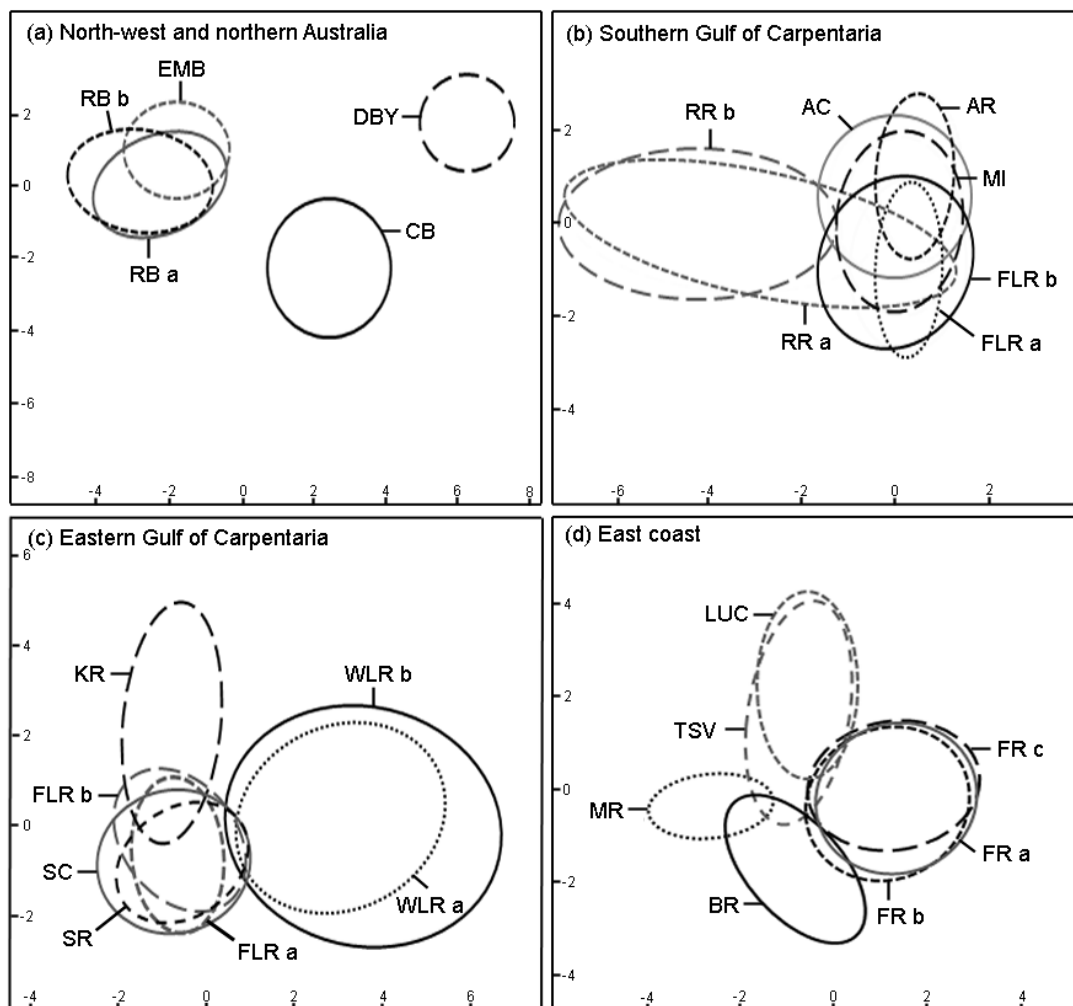 (a) North-west and northern Australia
EMB
RB b
DBY
CB
RB a
2
0
-2
-4
-6
-8
-4
-2
0
2
4
6
8
(b) Southern Gulf of Carpentaria
AC
AR
RR b
MI
FLR b
RR a
FLR a
2
0
-2
-4
-6
-4
-2
0
2
(c) Eastern Gulf of Carpentaria
KR
WLR b
FLR b
SC
WLR a
SR
FLR a
6
4
2
0
-2
-4
-2
0
2
4
6
(d) East coast
LUC
TSV
FR c
MR
FR a
BR
FR b
4
2
0
-2
-4
-4
-2
0
2
4